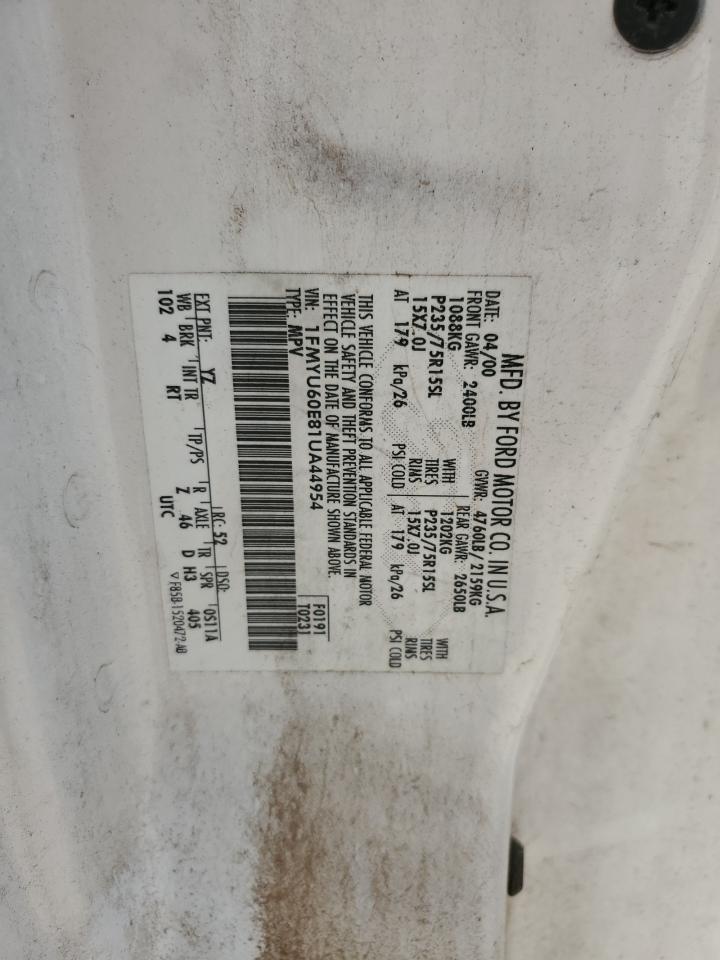 MFD. BY FORD MOTOR CO. IN U.S.A.
DATE: 04/00 GVWR: 4760LB/ 2159KG
FRONT GAWR: 2400LB REAR GAWR: 2650LB
1088KG WITH 1202KG WITH
P235/75R15SL TIRES P235/75R15SL TIRES
15X7.0J RIMS 15X7.0J RIMS
AT 179 kPa/26 PSI COLD AT 179 kPa/26 PSI COLD
THIS VEHICLE CONFORMS TO ALL APPLICABLE FEDERAL MOTOR
VEHICLE SAFETY AND THEFT PREVENTION STANDARDS IN
EFFECT ON THE DATE OF MANUFACTURE SHOWN ABOVE.
VIN: 1FMYU60E81UA44954 F0191
TYPE: MPV T0231
EXT PNT: YZ RC: 52 DSO:
WB BRK INT TR TP/PS R AXLE TR SPR 0S11A
102 4 RT Z 46 D H3 405
UTC ▽F85B-1520472-AB